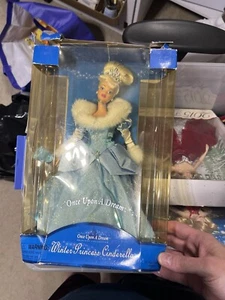 Once Upon A Dream
Once Upon A Dream
Winter Princess Cinderella